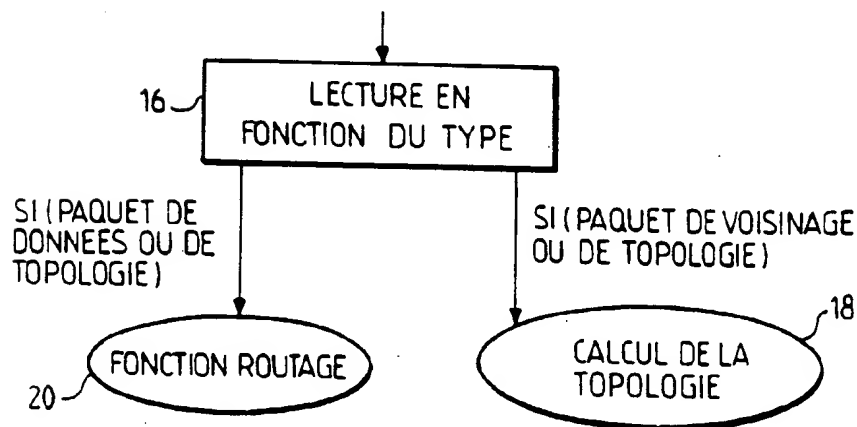 16
LECTURE EN
FONCTION DU TYPE
SI (PAQUET DE
DONNEES OU DE
TOPOLOGIE)
SI (PAQUET DE VOISINAGE
OU DE TOPOLOGIE)
18
FONCTION ROUTAGE
20
CALCUL DE LA
TOPOLOGIE